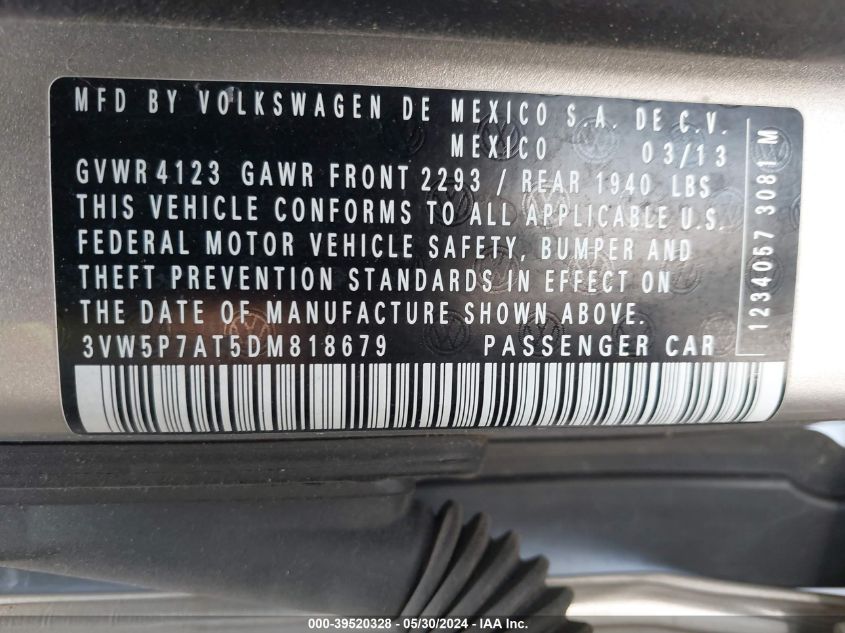 MFD BY VOLKSWAGEN DE MEXICO S.A. DE C.V.
MEXICO 03/13
GVWR 4123 GAWR FRONT 2293 / REAR 1940 LBS
THIS VEHICLE CONFORMS TO ALL APPLICABLE U.S.
FEDERAL MOTOR VEHICLE SAFETY, BUMPER AND
THEFT PREVENTION STANDARDS IN EFFECT ON
THE DATE OF MANUFACTURE SHOWN ABOVE.
3VW5P7AT5DM818679 PASSENGER CAR
1234057 3081 M
000-39520328 - 05/30/2024 - IAA Inc.